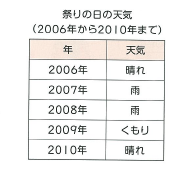 祭りの日の天気
（2006年から2010年まで）
年 天気
2006年 晴れ
2007年 雨
2008年 雨
2009年 くもり
2010年 晴れ